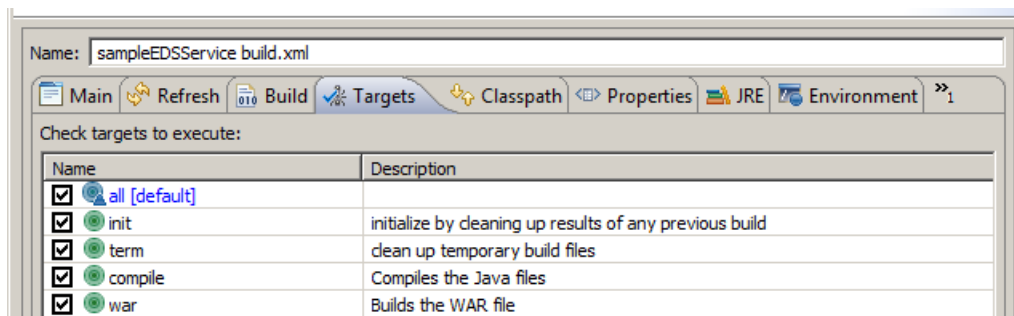 Name: sampleEDSService build.xml
Main Refresh Build Targets Classpath Properties JRE Environment »1
Check targets to execute:
Name Description
all [default]
init initialize by cleaning up results of any previous build
term clean up temporary build files
compile Compiles the Java files
war Builds the WAR file